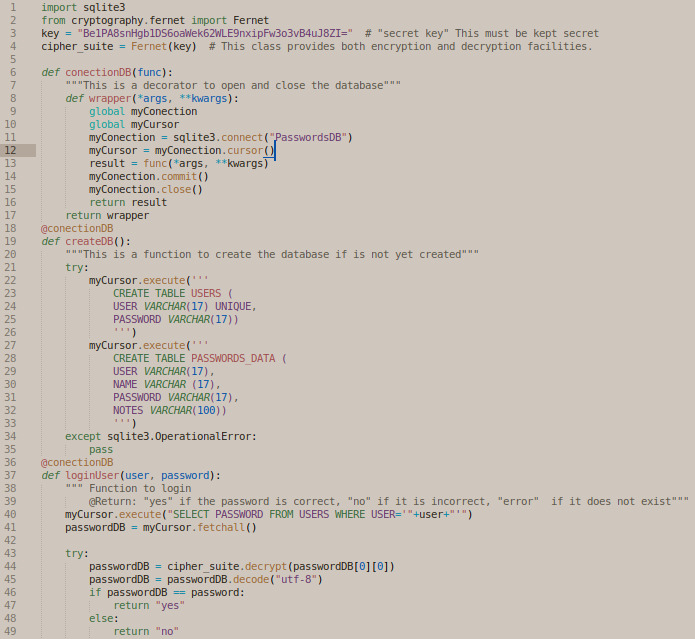 1 import sqlite3
2 from cryptography.fernet import Fernet
3 key = "Be1PA8snHgb1DS6oaWek62WLE9nxipFw3o3vB4uJ8ZI="  # "secret key" This must be kept secret
4 cipher_suite = Fernet(key)  # This class provides both encryption and decryption facilities.
5
6 def conectionDB(func):
7     """This is a decorator to open and close the database"""
8     def wrapper(*args, **kwargs):
9         global myConection
10         global myCursor
11         myConection = sqlite3.connect("PasswordsDB")
12         myCursor = myConection.cursor()
13         result = func(*args, **kwargs)
14         myConection.commit()
15         myConection.close()
16         return result
17     return wrapper
18 @conectionDB
19 def createDB():
20     """This is a function to create the database if is not yet created"""
21     try:
22         myCursor.execute('''
23             CREATE TABLE USERS (
24             USER VARCHAR(17) UNIQUE,
25             PASSWORD VARCHAR(17))
26             ''')
27         myCursor.execute('''
28             CREATE TABLE PASSWORDS_DATA (
29             USER VARCHAR(17),
30             NAME VARCHAR (17),
31             PASSWORD VARCHAR(17),
32             NOTES VARCHAR(100))
33             ''')
34     except sqlite3.OperationalError:
35         pass
36 @conectionDB
37 def loginUser(user, password):
38     """ Function to login
39         @Return: "yes" if the password is correct, "no" if it is incorrect, "error"  if it does not exist"""
40     myCursor.execute("SELECT PASSWORD FROM USERS WHERE USER='"+user+"'")
41     passwordDB = myCursor.fetchall()
42
43     try:
44         passwordDB = cipher_suite.decrypt(passwordDB[0][0])
45         passwordDB = passwordDB.decode("utf-8")
46         if passwordDB == password:
47             return "yes"
48         else:
49             return "no"